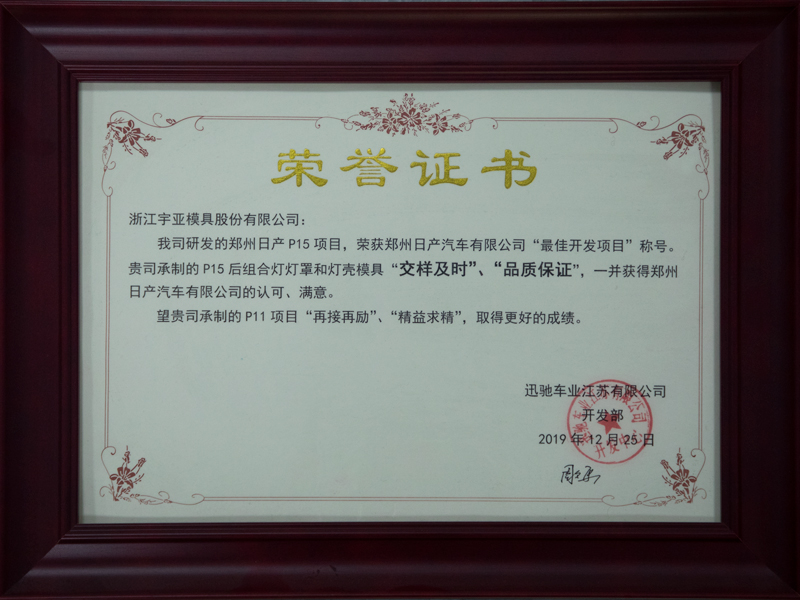 荣誉证书
浙江宇亚模具股份有限公司：
我司研发的郑州日产 P15 项目，荣获郑州日产汽车有限公司“最佳开发项目”称号。
贵司承制的 P15 后组合灯灯罩和灯壳模具“交样及时”、“品质保证”，一并获得郑州
日产汽车有限公司的认可、满意。
望贵司承制的 P11 项目“再接再励”、“精益求精”，取得更好的成绩。
迅驰车业江苏有限公司
开发部
2019 年 12 月 25 日